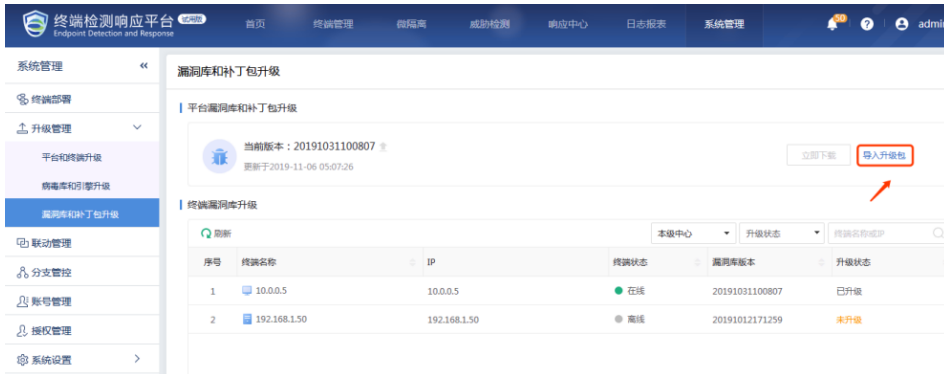 终端检测响应平台 试用版
Endpoint Detection and Response
首页 终端管理 微隔离 威胁检测 响应中心 日志报表 系统管理 50 ? admin
系统管理 «
漏洞库和补丁包升级
终端部署
升级管理
平台和终端升级
病毒库和引擎升级
漏洞库和补丁包升级
联动管理
分支管控
账号管理
授权管理
系统设置
平台漏洞库和补丁包升级
当前版本：20191031100807
更新于2019-11-06 05:07:26
立即下载 导入升级包
终端漏洞库升级
刷新 本级中心 升级状态 终端名称或IP
序号 终端名称 IP 终端状态 漏洞库版本 升级状态
1 10.0.0.5 10.0.0.5 在线 20191031100807 已升级
2 192.168.1.50 192.168.1.50 离线 20191012171259 未升级